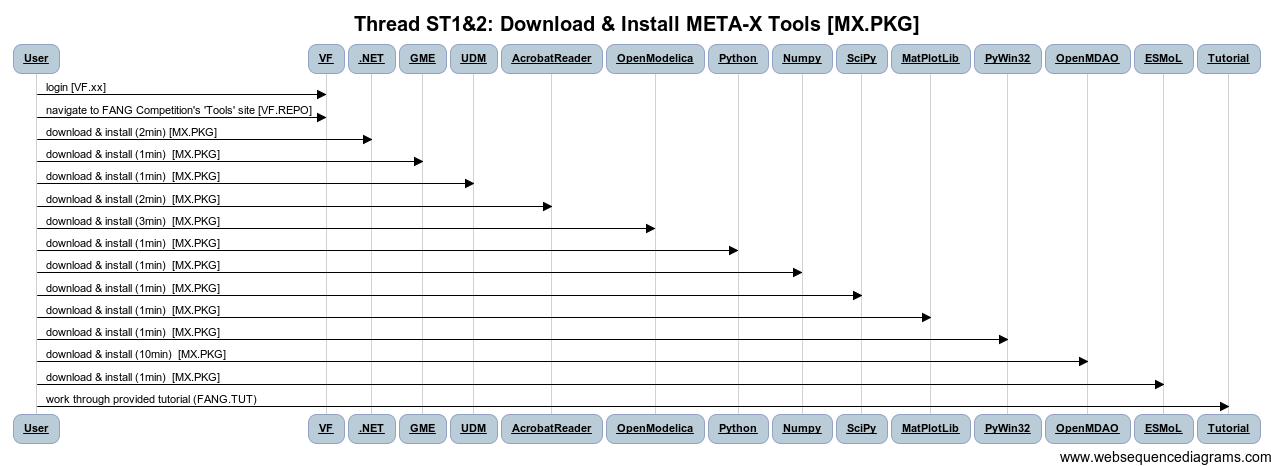 Thread ST1&2: Download & Install META-X Tools [MX.PKG]
User VF .NET GME UDM AcrobatReader OpenModelica Python Numpy SciPy MatPlotLib PyWin32 OpenMDAO ESMoL Tutorial
login [VF.xx]
navigate to FANG Competition's 'Tools' site [VF.REPO]
download & install (2min) [MX.PKG]
download & install (1min) [MX.PKG]
download & install (1min) [MX.PKG]
download & install (2min) [MX.PKG]
download & install (3min) [MX.PKG]
download & install (1min) [MX.PKG]
download & install (1min) [MX.PKG]
download & install (1min) [MX.PKG]
download & install (1min) [MX.PKG]
download & install (1min) [MX.PKG]
download & install (10min) [MX.PKG]
download & install (1min) [MX.PKG]
work through provided tutorial (FANG.TUT)
User VF .NET GME UDM AcrobatReader OpenModelica Python Numpy SciPy MatPlotLib PyWin32 OpenMDAO ESMoL Tutorial
www.websequencediagrams.com